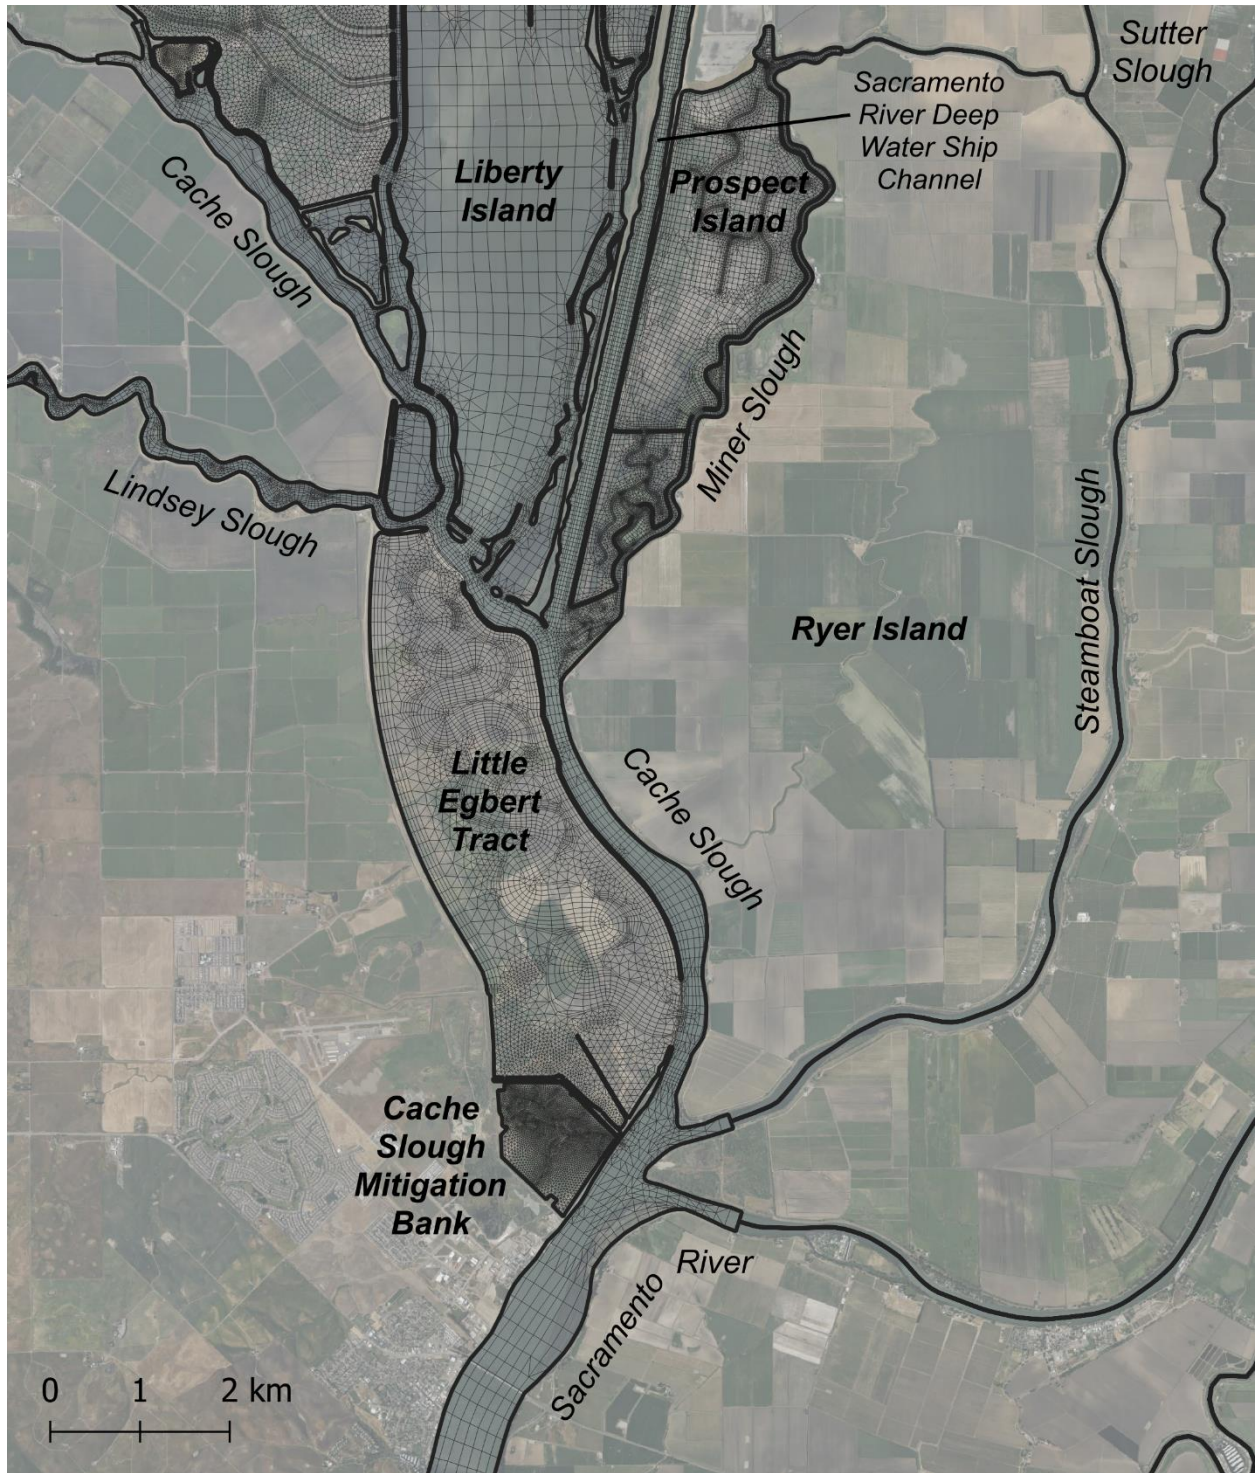 Sutter
Slough
Sacramento
River Deep
Water Ship
Channel
Liberty
Island
Prospect
Island
Cache Slough
Miner Slough
Lindsey Slough
Steamboat Slough
Ryer Island
Little
Egbert
Tract
Cache Slough
Cache
Slough
Mitigation
Bank
River
Sacramento
0 1 2 km